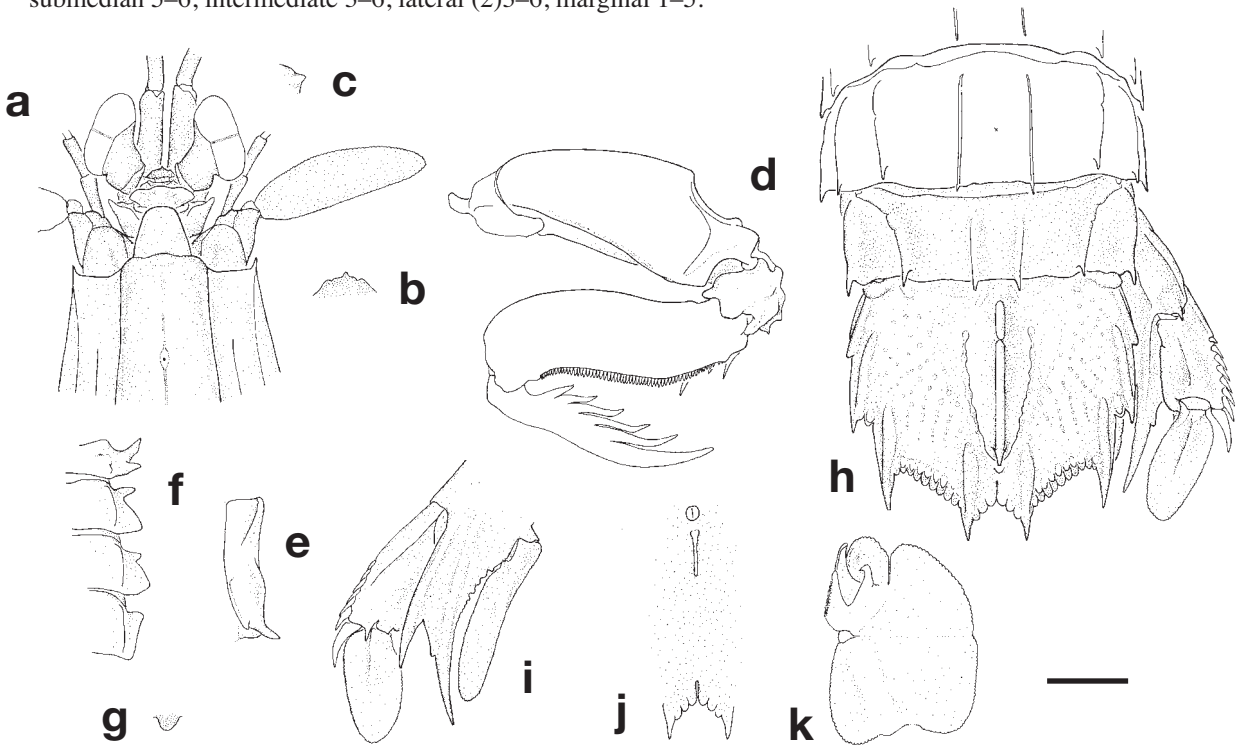 submedian 5–6; intermediate 3–6; lateral (2)3–6; marginal 1–5.
a
c
d
b
h
f
e
i
j
k
g